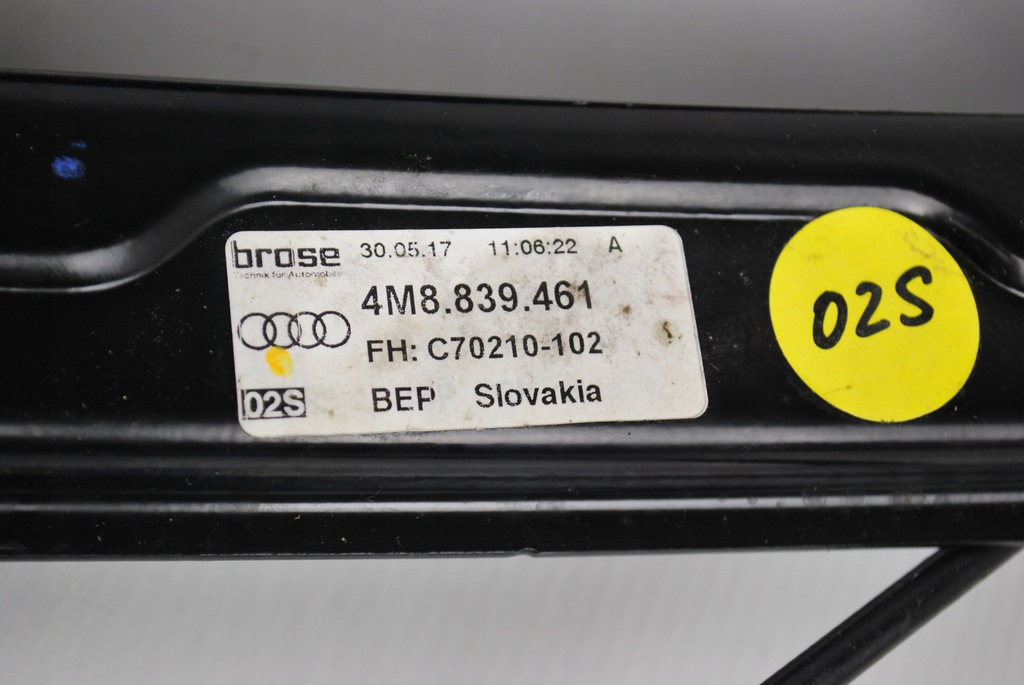 brose 30.05.17 11:06:22 A
Technik für Automobile
4M8.839.461
FH: C70210-102
02S BEP Slovakia
02S